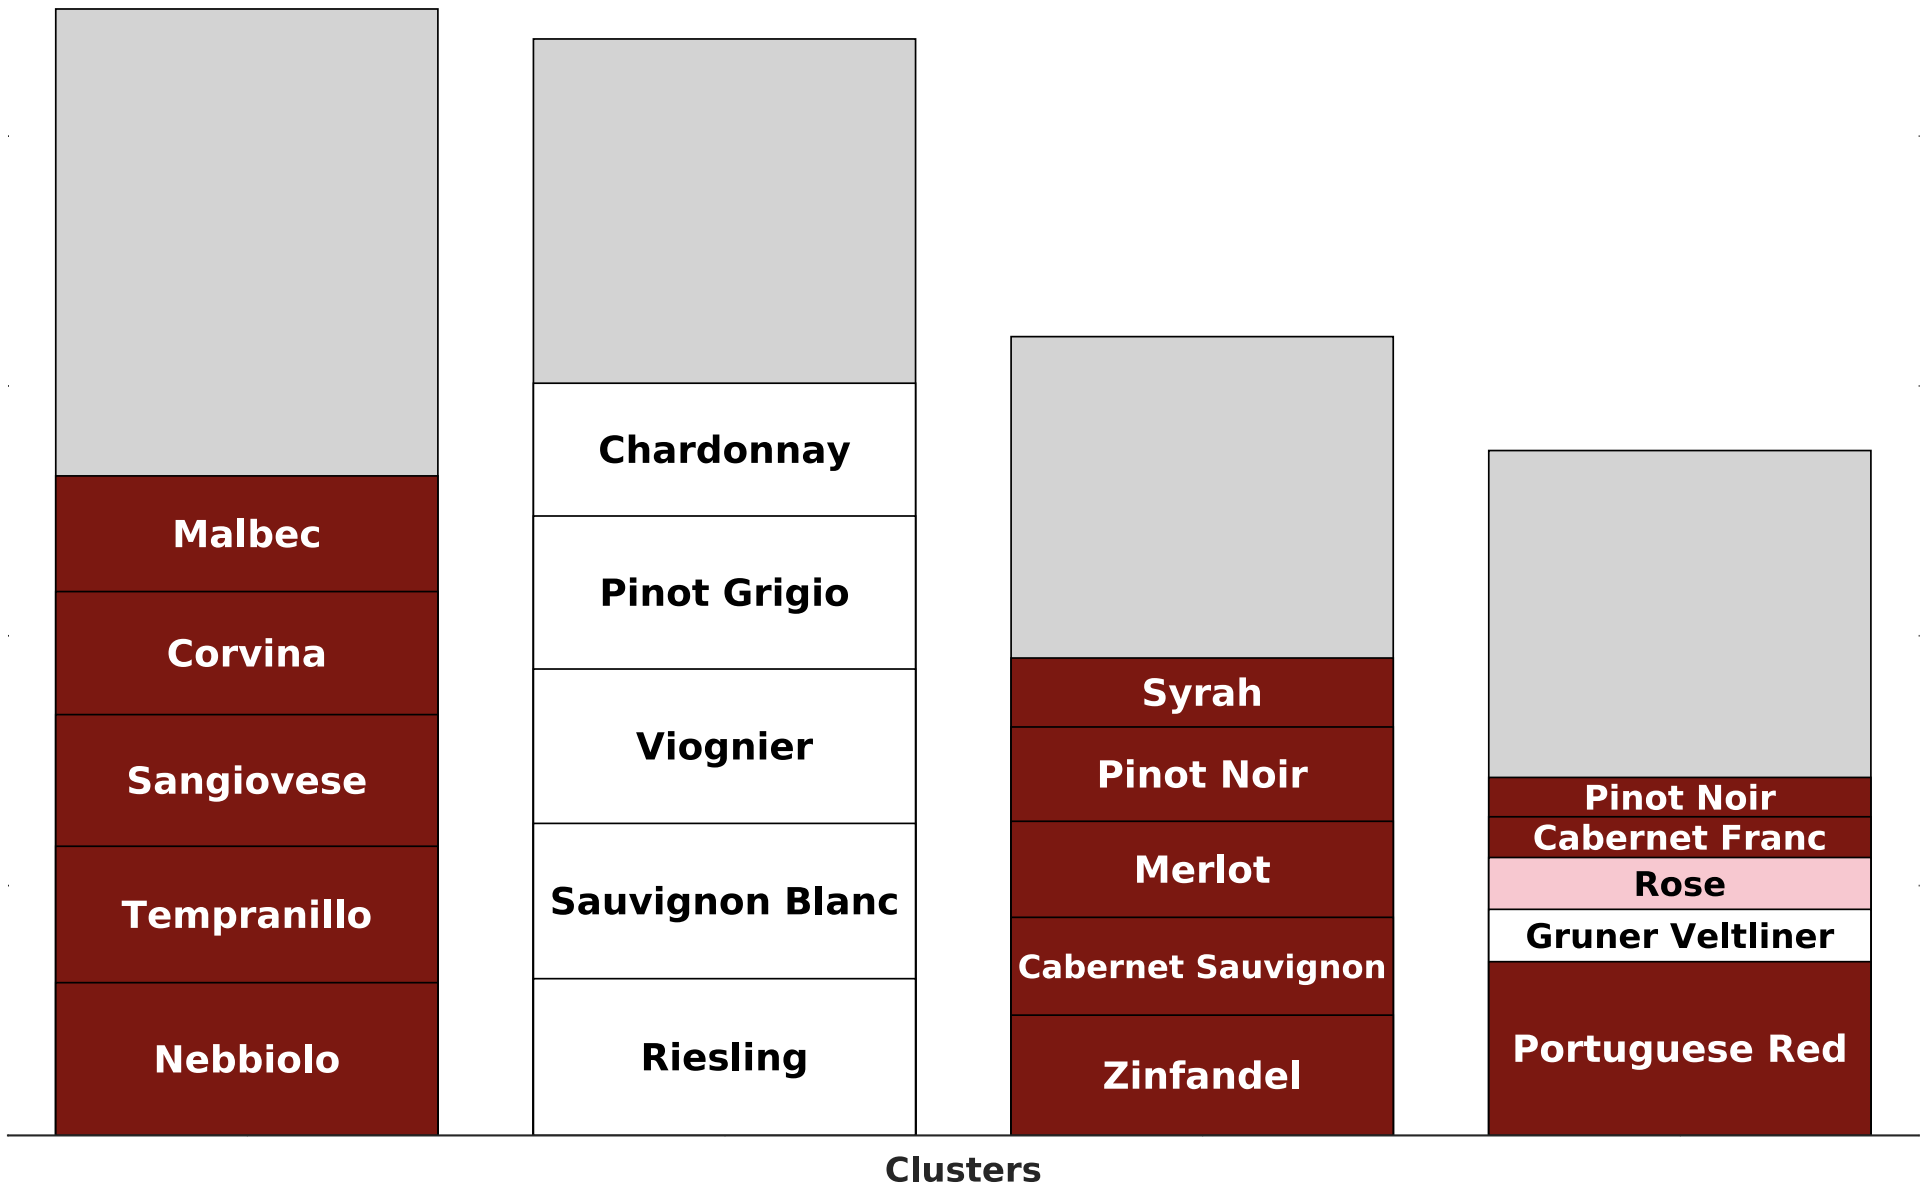 Malbec
Corvina
Sangiovese
Tempranillo
Nebbiolo
Chardonnay
Pinot Grigio
Viognier
Sauvignon Blanc
Riesling
Syrah
Pinot Noir
Merlot
Cabernet Sauvignon
Zinfandel
Pinot Noir
Cabernet Franc
Rose
Gruner Veltliner
Portuguese Red
Clusters